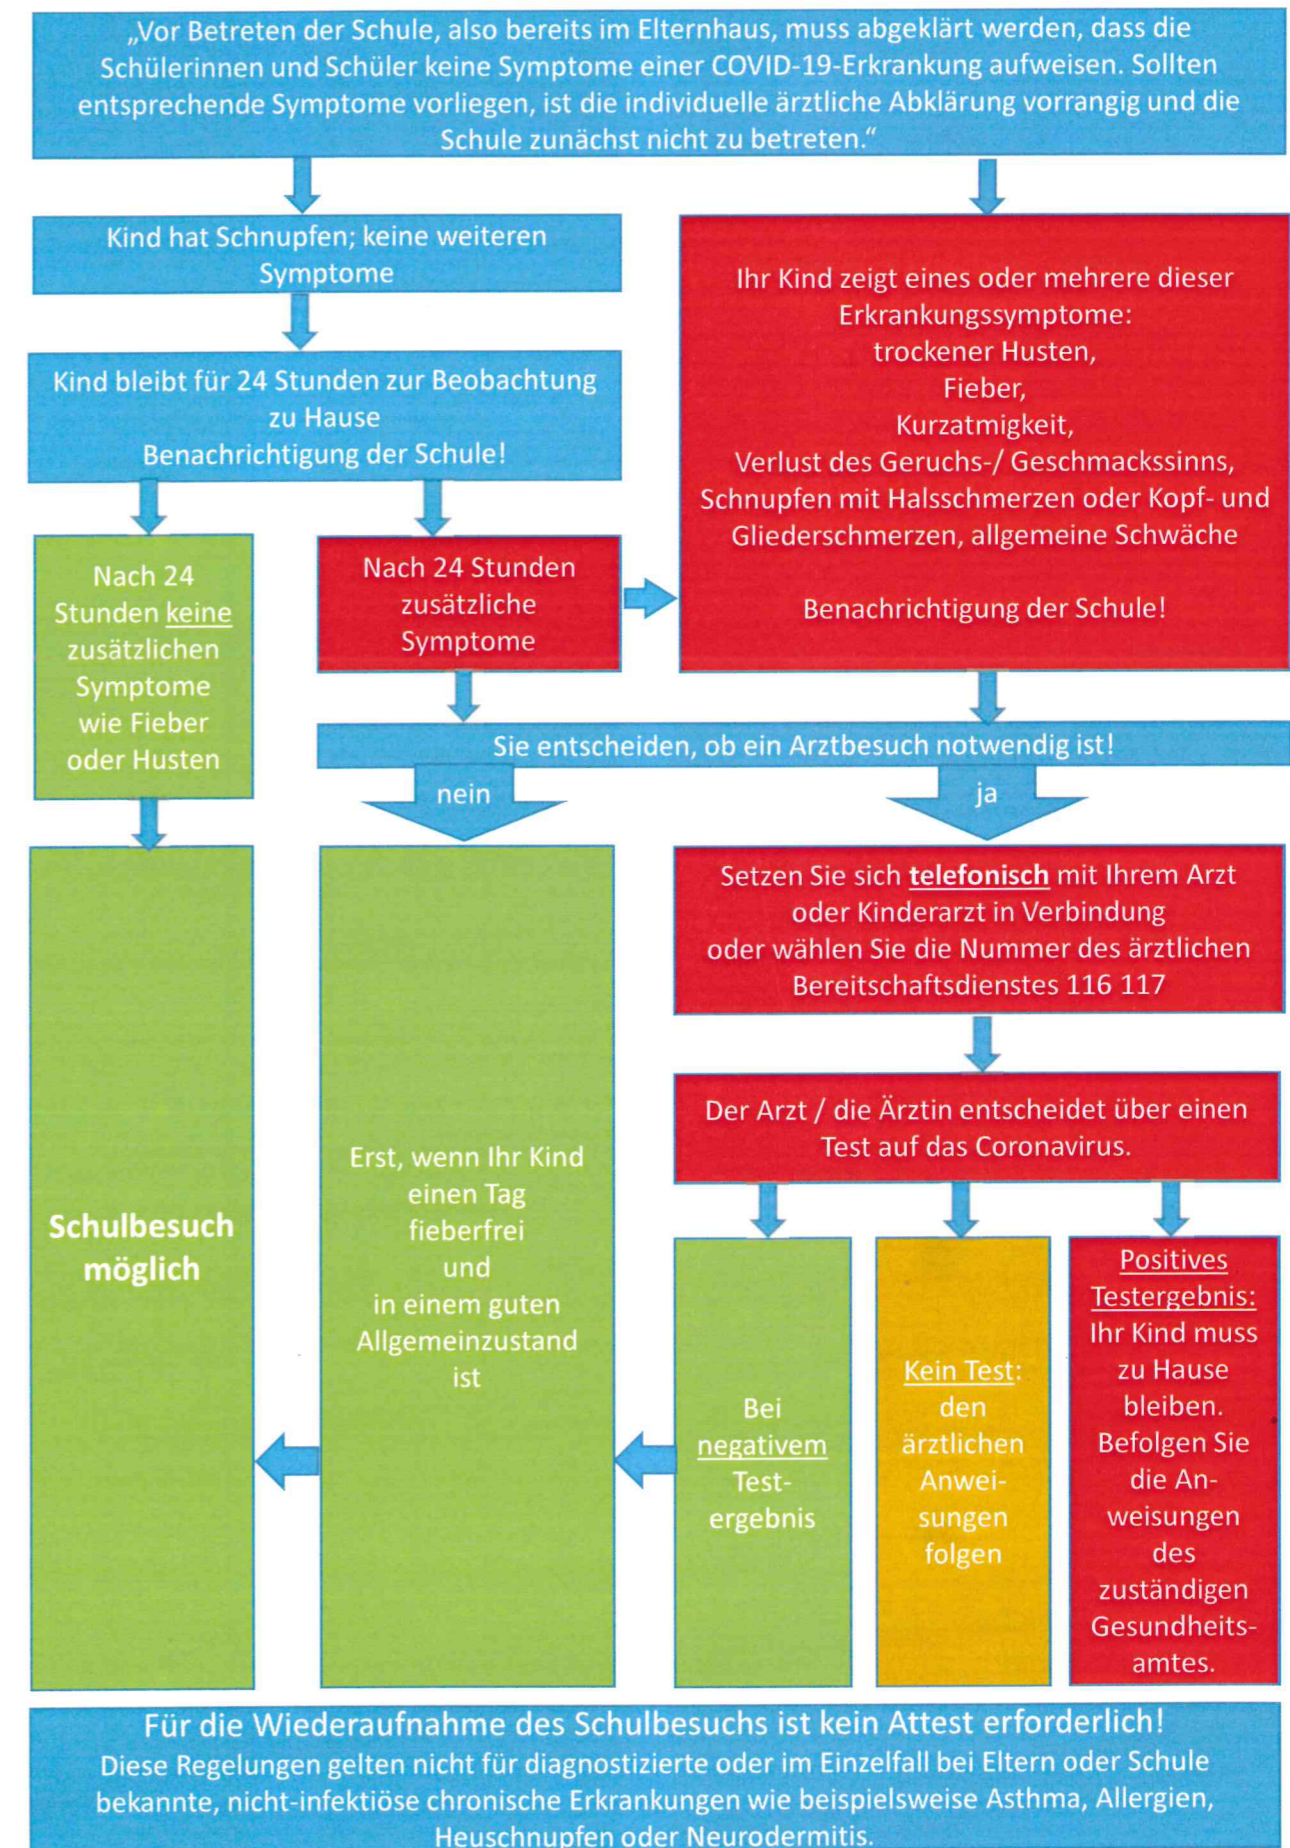 „Vor Betreten der Schule, also bereits im Elternhaus, muss abgeklärt werden, dass die
Schülerinnen und Schüler keine Symptome einer COVID-19-Erkrankung aufweisen. Sollten
entsprechende Symptome vorliegen, ist die individuelle ärztliche Abklärung vorrangig und die
Schule zunächst nicht zu betreten.“
Kind hat Schnupfen; keine weiteren
Symptome
Kind bleibt für 24 Stunden zur Beobachtung
zu Hause
Benachrichtigung der Schule!
Ihr Kind zeigt eines oder mehrere dieser
Erkrankungssymptome:
trockener Husten,
Fieber,
Kurzatmigkeit,
Verlust des Geruchs-/ Geschmackssinns,
Schnupfen mit Halsschmerzen oder Kopf- und
Gliederschmerzen, allgemeine Schwäche
Benachrichtigung der Schule!
Nach 24
Stunden keine
zusätzlichen
Symptome
wie Fieber
oder Husten
Nach 24 Stunden
zusätzliche
Symptome
Sie entscheiden, ob ein Arztbesuch notwendig ist!
nein
ja
Schulbesuch
möglich
Erst, wenn Ihr Kind
einen Tag
fieberfrei
und
in einem guten
Allgemeinzustand
ist
Setzen Sie sich telefonisch mit Ihrem Arzt
oder Kinderarzt in Verbindung
oder wählen Sie die Nummer des ärztlichen
Bereitschaftsdienstes 116 117
Der Arzt / die Ärztin entscheidet über einen
Test auf das Coronavirus.
Bei
negativem
Test-
ergebnis
Kein Test:
den
ärztlichen
Anwei-
sungen
folgen
Positives
Testergebnis:
Ihr Kind muss
zu Hause
bleiben.
Befolgen Sie
die An-
weisungen
des
zuständigen
Gesundheits-
amtes.
Für die Wiederaufnahme des Schulbesuchs ist kein Attest erforderlich!
Diese Regelungen gelten nicht für diagnostizierte oder im Einzelfall bei Eltern oder Schule
bekannte, nicht-infektiöse chronische Erkrankungen wie beispielsweise Asthma, Allergien,
Heuschnupfen oder Neurodermitis.